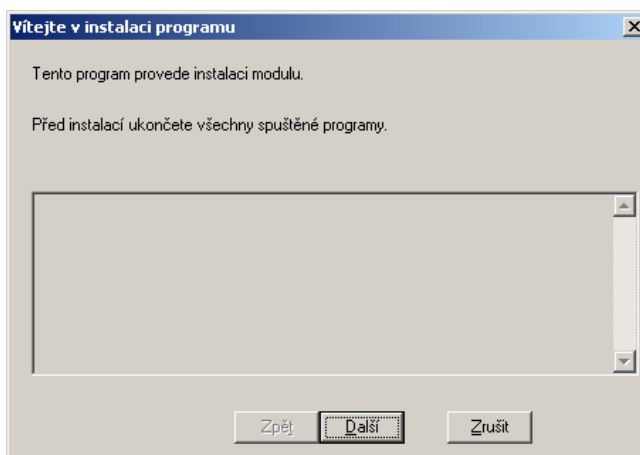 Vítejte v instalaci programu
Tento program provede instalaci modulu.
Před instalací ukončete všechny spuštěné programy.
Zpět Další Zrušit